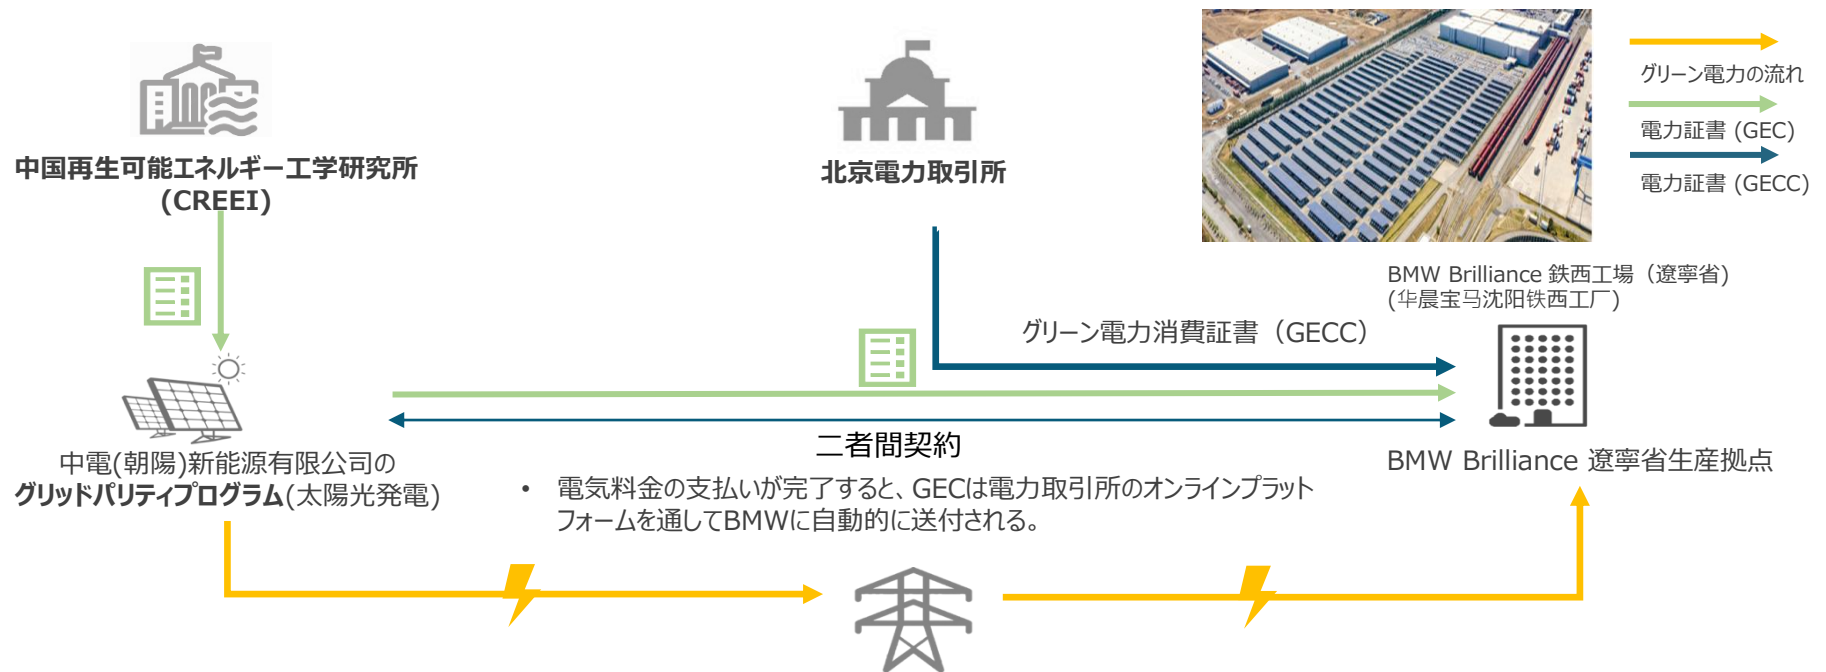 中国再生可能エネルギー工学研究所
(CREEI)
北京電力取引所
グリーン電力の流れ
電力証書 (GEC)
電力証書 (GECC)
BMW Brilliance 鉄西工場（遼寧省)
(华晨宝马沈阳铁西工厂)
グリーン電力消費証書（GECC）
二者間契約
中電(朝陽)新能源有限公司の
グリッドパリティプログラム(太陽光発電)
• 電気料金の支払いが完了すると、GECは電力取引所のオンラインプラット
フォームを通してBMWに自動的に送付される。
BMW Brilliance 遼寧省生産拠点